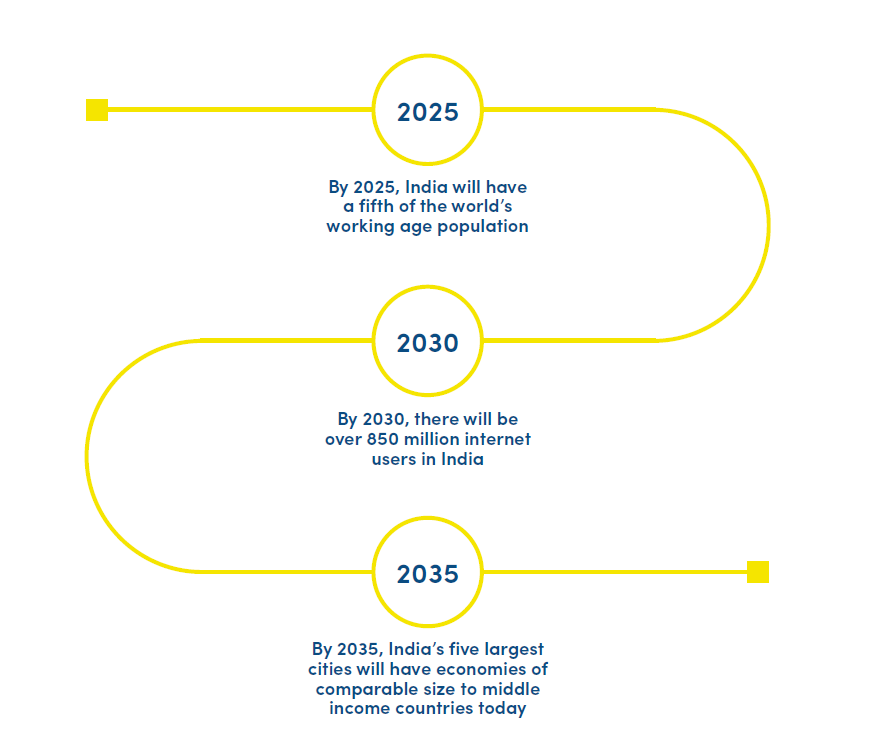 2025
By 2025, India will have
a fifth of the world's
working age population
2030
By 2030, there will be
over 850 million internet
users in India
2035
By 2035, India's five largest
cities will have economies of
comparable size to middle
income countries today